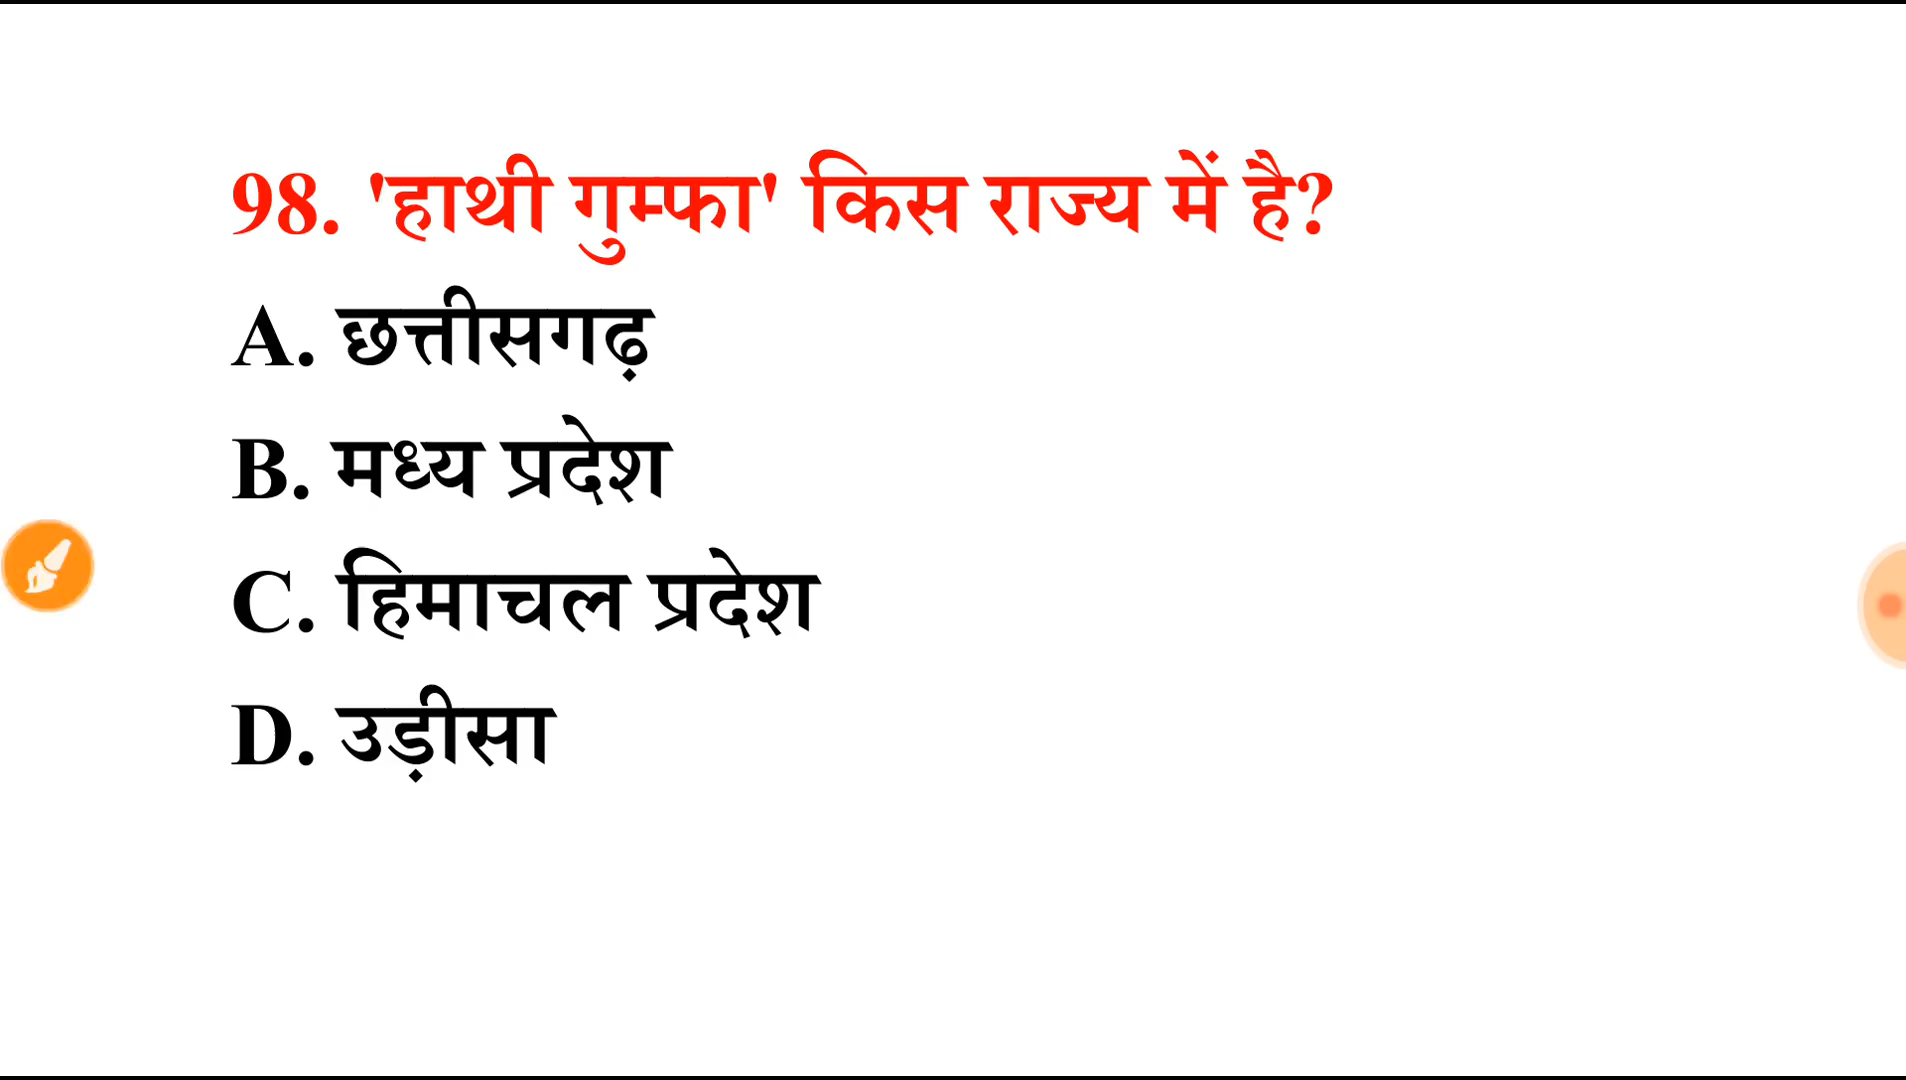 98. 'हाथी गुम्फा' किस राज्य में है?
A. छत्तीसगढ़
B. मध्य प्रदेश
C. हिमाचल प्रदेश
D. उड़ीसा